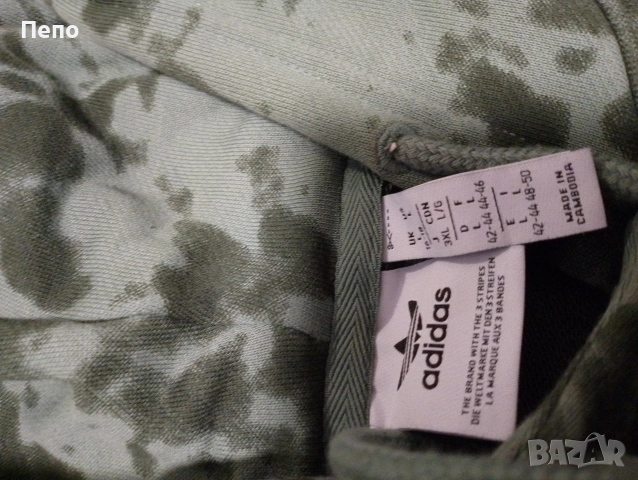 Пепо
UK CDN
J L/G
3XL
D F
L L
42-44 44-46
E I
L L
42-44 48-50
MADE IN
CAMBODIA
adidas
THE BRAND WITH THE 3 STRIPES
DIE WELTMARKE MIT DEN 3 STREIFEN
LA MARQUE AUX 3 BANDES
BAZAR